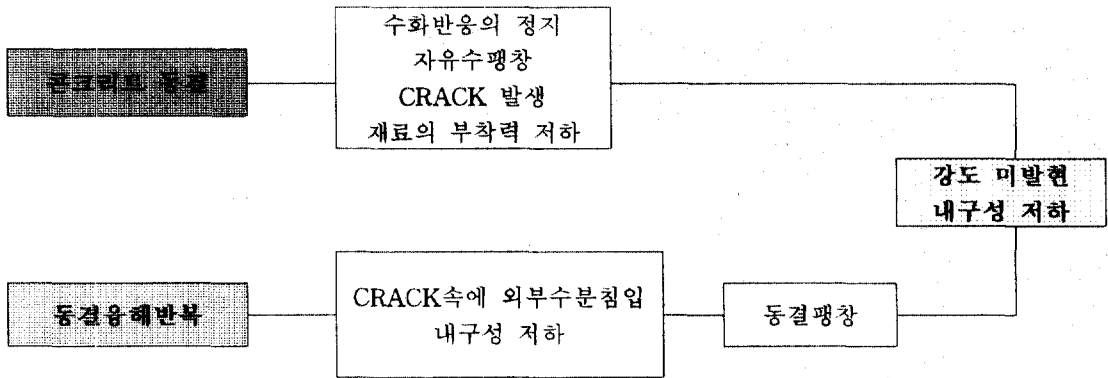 수화반응의 정지
자유수팽창
CRACK 발생
재료의 부착력 저하
콘크리트 동결
강도 미발현
내구성 저하
동결융해반복
CRACK속에 외부수분침입
내구성 저하
동결팽창